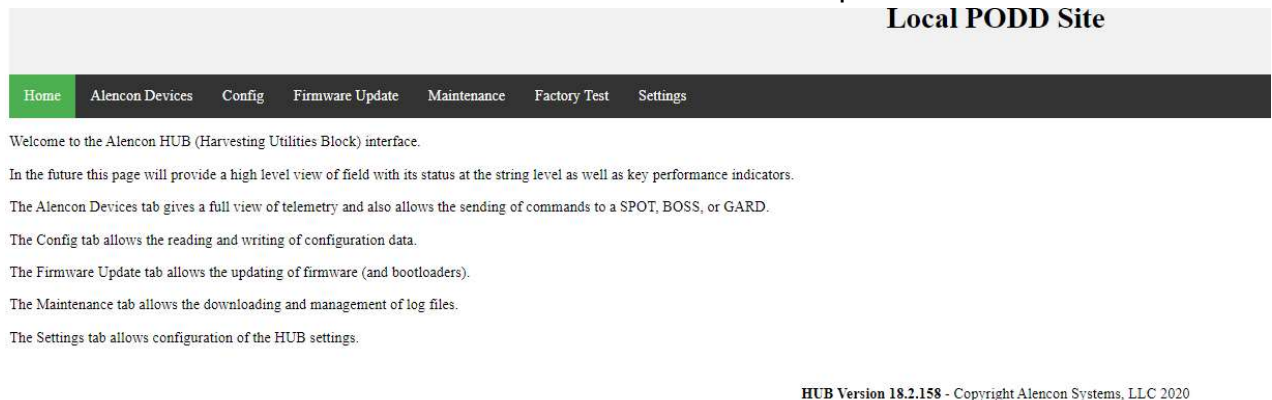 Local PODD Site
Home Alencon Devices Config Firmware Update Maintenance Factory Test Settings
Welcome to the Alencon HUB (Harvesting Utilities Block) interface.
In the future this page will provide a high level view of field with its status at the string level as well as key performance indicators.
The Alencon Devices tab gives a full view of telemetry and also allows the sending of commands to a SPOT, BOSS, or GARD.
The Config tab allows the reading and writing of configuration data.
The Firmware Update tab allows the updating of firmware (and bootloaders).
The Maintenance tab allows the downloading and management of log files.
The Settings tab allows configuration of the HUB settings.
HUB Version 18.2.158 - Copyright Alencon Systems, LLC 2020